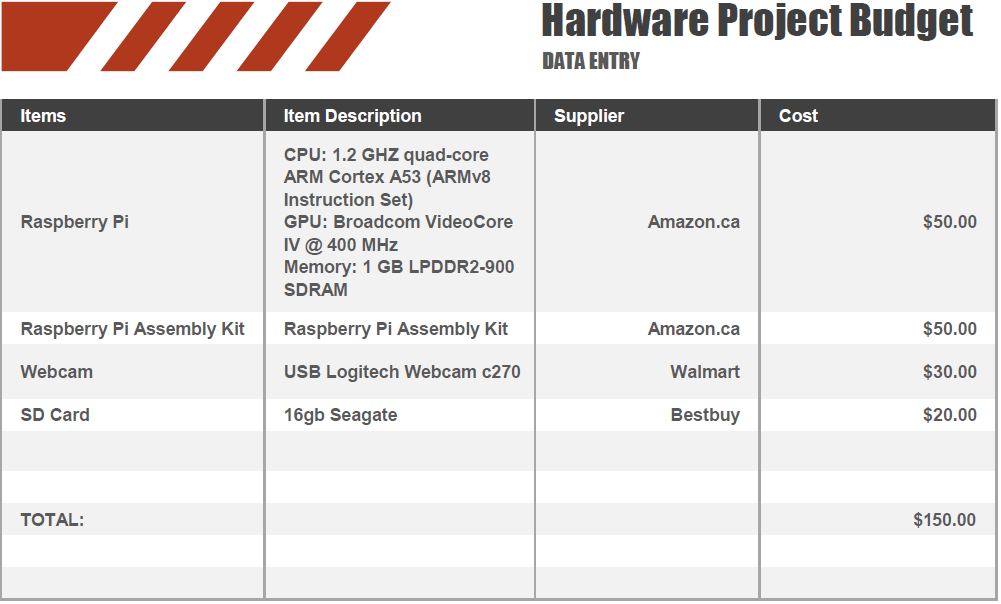 Hardware Project Budget
DATA ENTRY
Items Item Description Supplier Cost
CPU: 1.2 GHZ quad-core
ARM Cortex A53 (ARMv8
Instruction Set)
Raspberry Pi GPU: Broadcom VideoCore Amazon.ca $50.00
IV @ 400 MHz
Memory: 1 GB LPDDR2-900
SDRAM
Raspberry Pi Assembly Kit Raspberry Pi Assembly Kit Amazon.ca $50.00
Webcam USB Logitech Webcam c270 Walmart $30.00
SD Card 16gb Seagate Bestbuy $20.00
TOTAL: $150.00